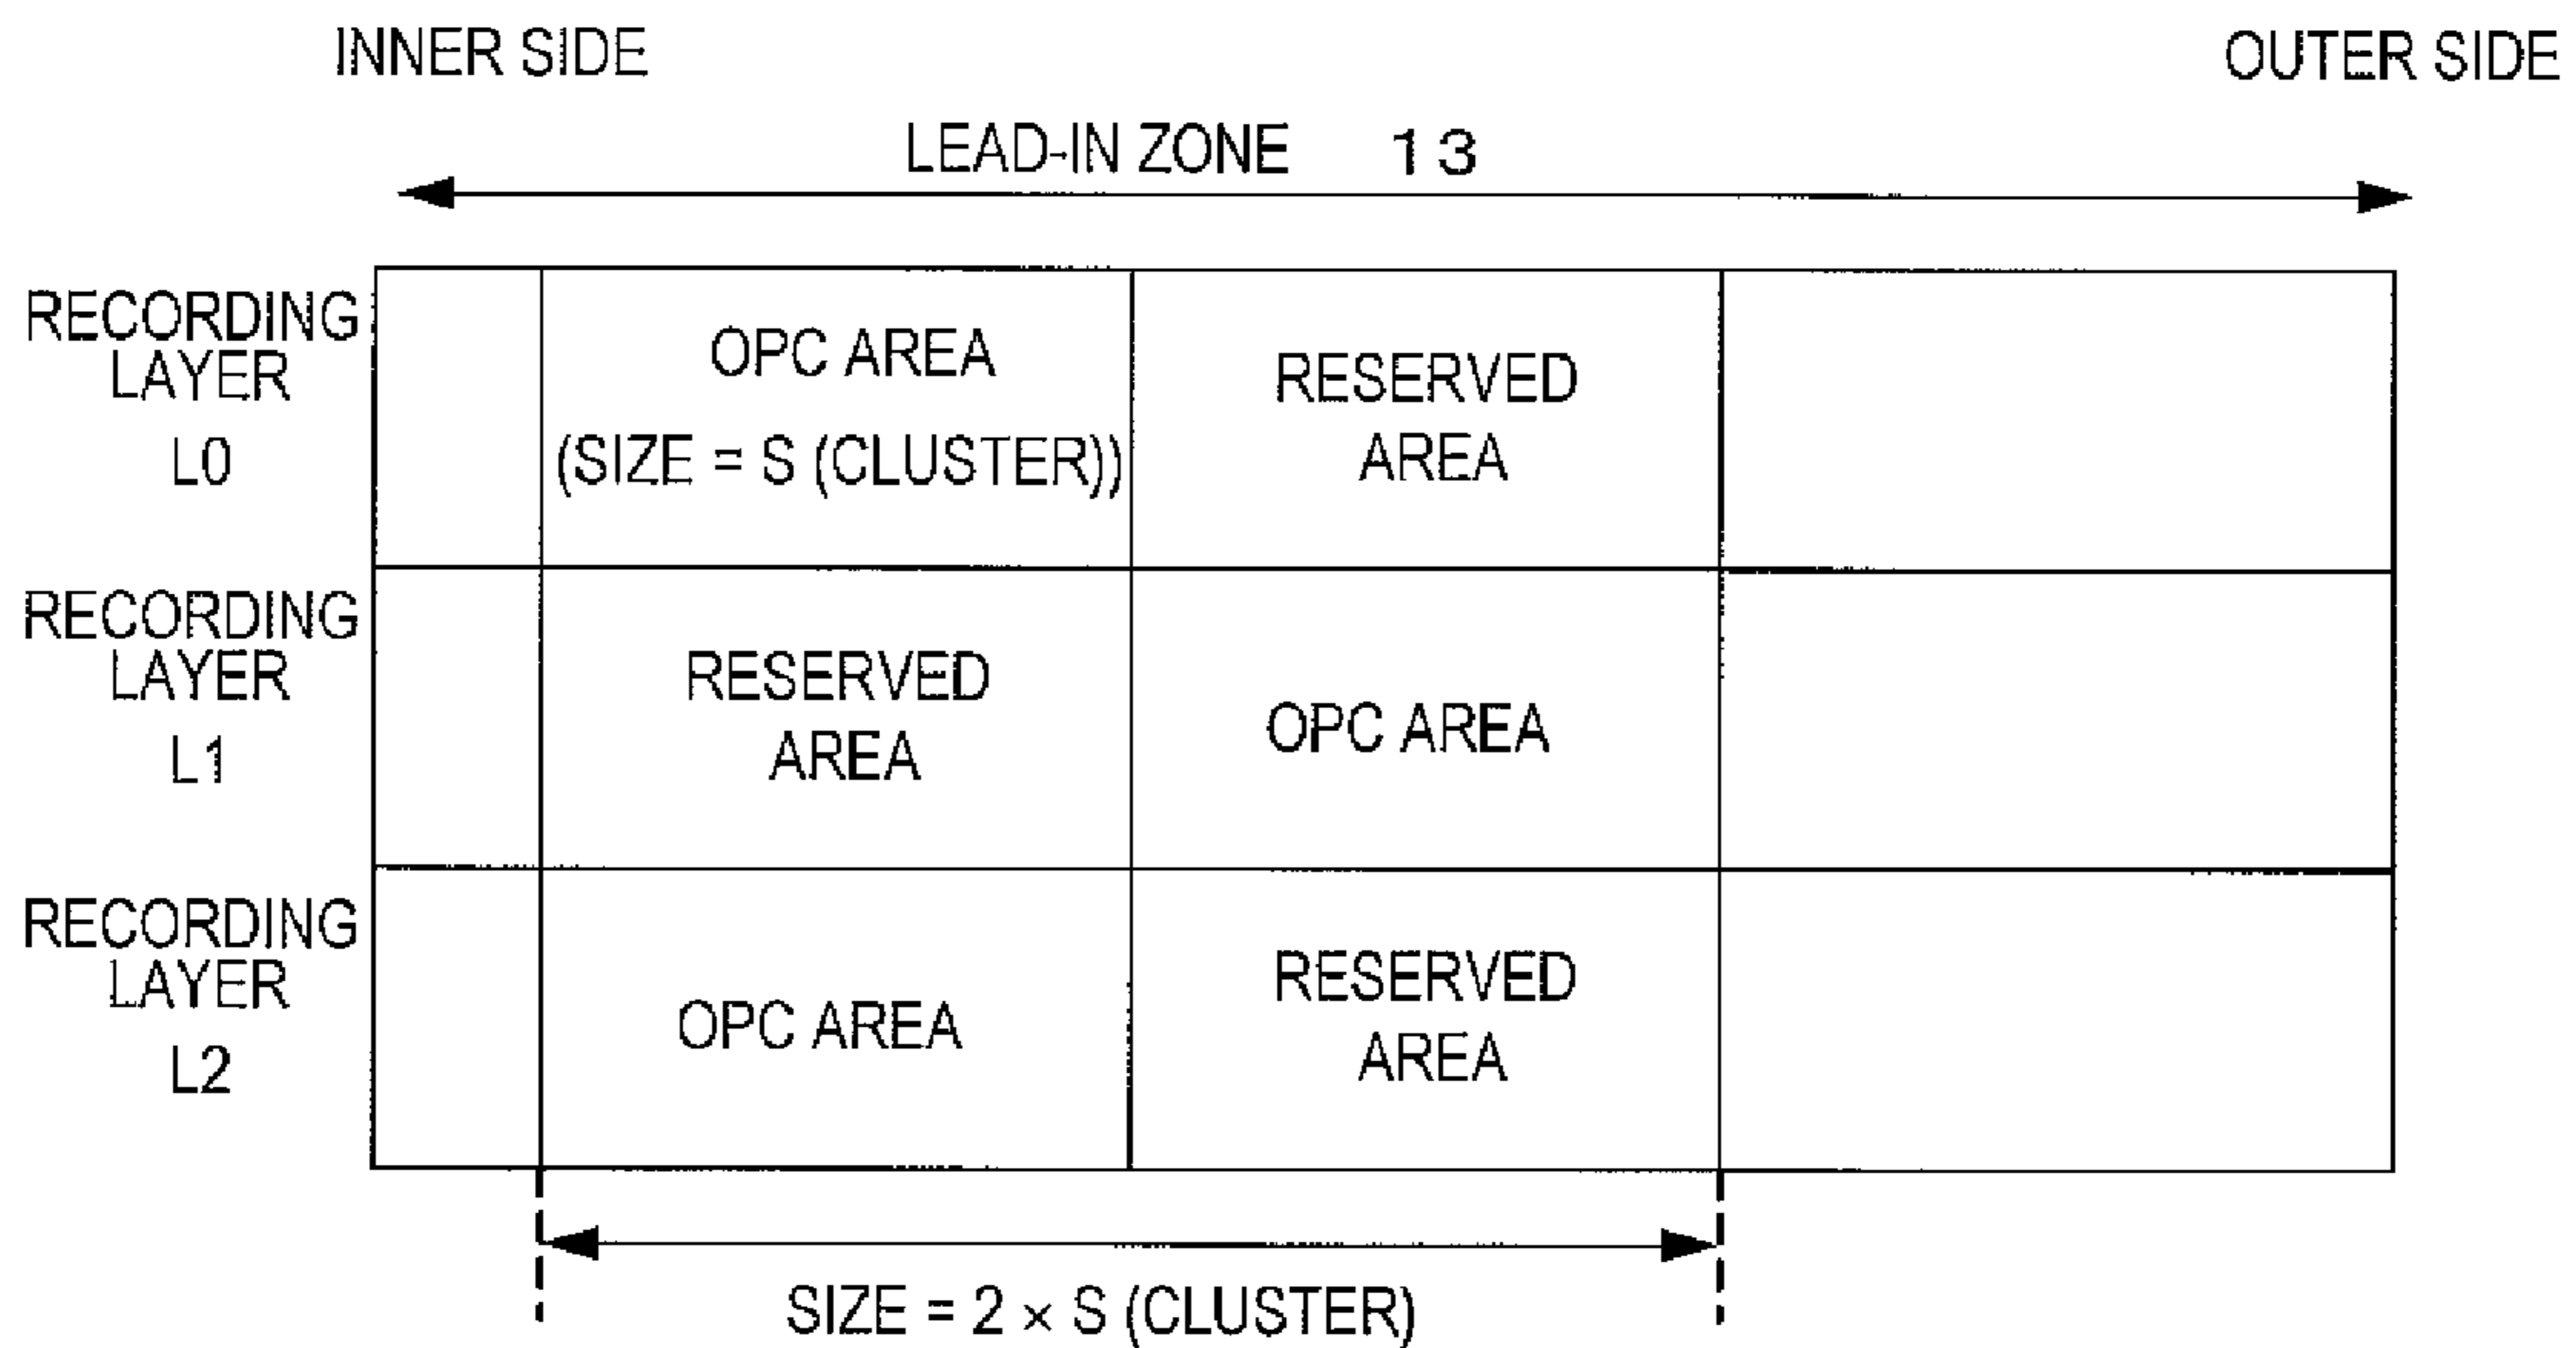 INNER SIDE
OUTER SIDE
LEAD-IN ZONE 13
RECORDING
LAYER
L0
OPC AREA
(SIZE = S (CLUSTER))
RESERVED
AREA
RECORDING
LAYER
L1
RESERVED
AREA
OPC AREA
RECORDING
LAYER
L2
OPC AREA
RESERVED
AREA
SIZE = 2 × S (CLUSTER)